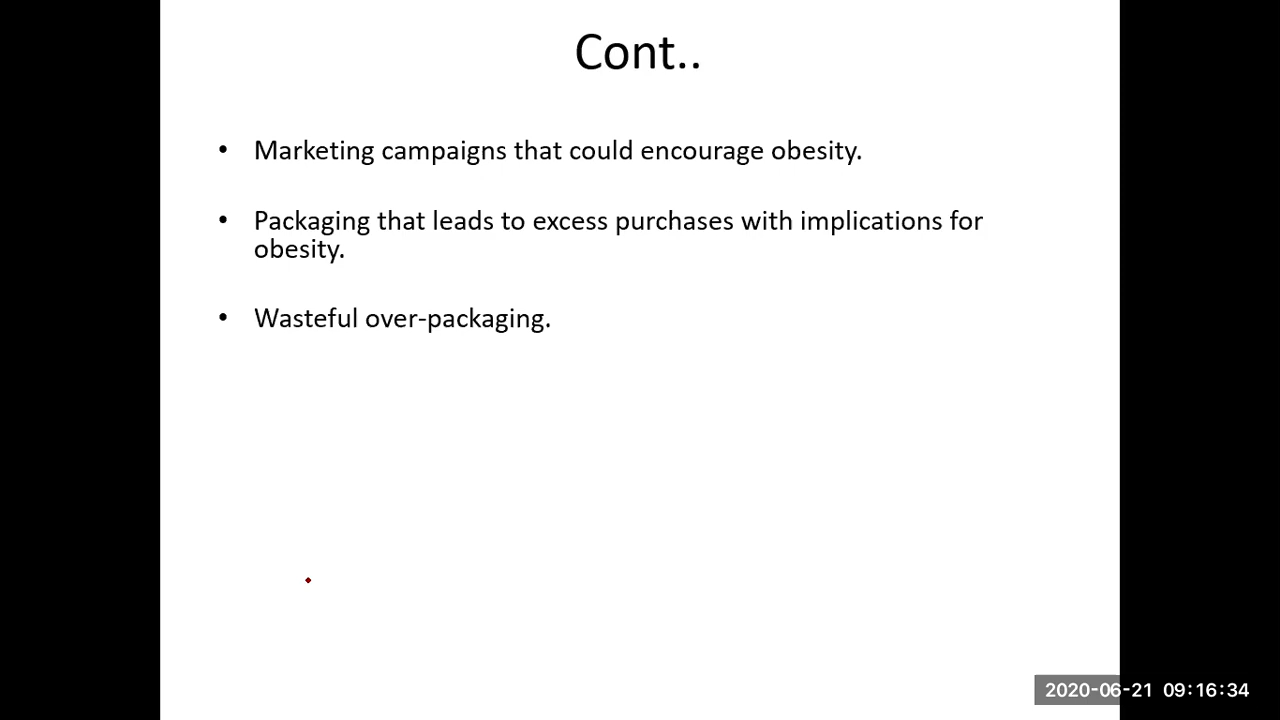 Cont..
• Marketing campaigns that could encourage obesity.
• Packaging that leads to excess purchases with implications for
obesity.
• Wasteful over-packaging.
2020-06-21 09:16:34